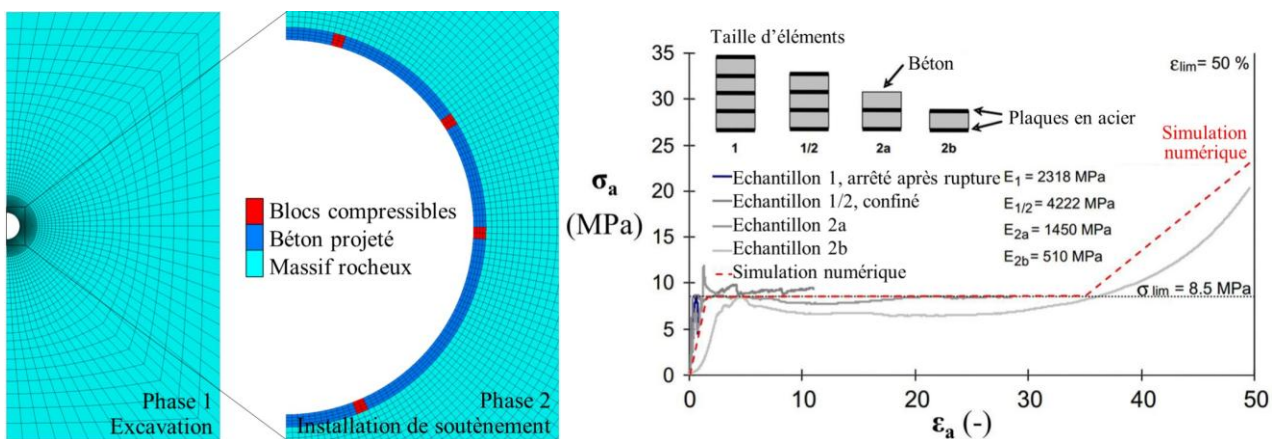 Phase 1
Excavation
Blocs compressibles
Béton projeté
Massif rocheux
Phase 2
Installation de soutènement
Taille d'éléments
Béton
Plaques en acier
1
1/2
2a
2b
εlim= 50 %
Simulation
numérique
Echantillon 1, arrêté après rupture
Echantillon 1/2, confiné
Echantillon 2a
Echantillon 2b
Simulation numérique
E1 = 2318 MPa
E1/2 = 4222 MPa
E2a = 1450 MPa
E2b = 510 MPa
σ lim = 8.5 MPa
σa
(MPa)
35
30
25
20
15
10
5
0
0
10
20
30
40
50
εa (-)